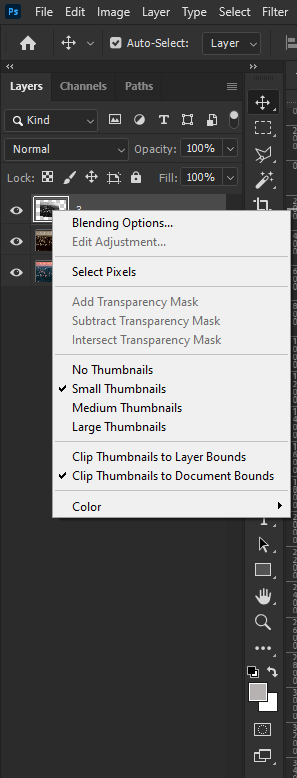 Ps File Edit Image Layer Type Select Filter
Auto-Select: Layer
Layers Channels Paths
Kind
Normal Opacity: 100%
Lock: Fill: 100%
Blending Options...
Edit Adjustment...
Select Pixels
Add Transparency Mask
Subtract Transparency Mask
Intersect Transparency Mask
No Thumbnails
Small Thumbnails
Medium Thumbnails
Large Thumbnails
Clip Thumbnails to Layer Bounds
Clip Thumbnails to Document Bounds
Color